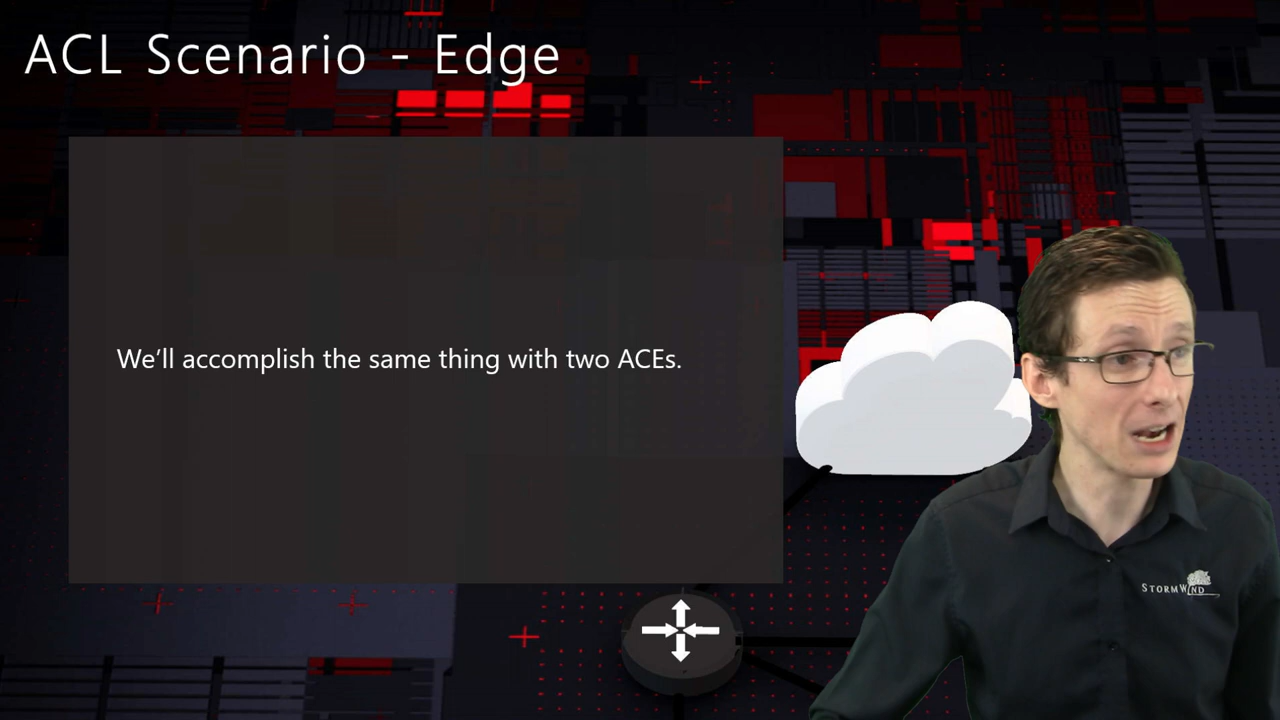 ACL Scenario - Edge
We'll accomplish the same thing with two ACEs.
STORMWIND